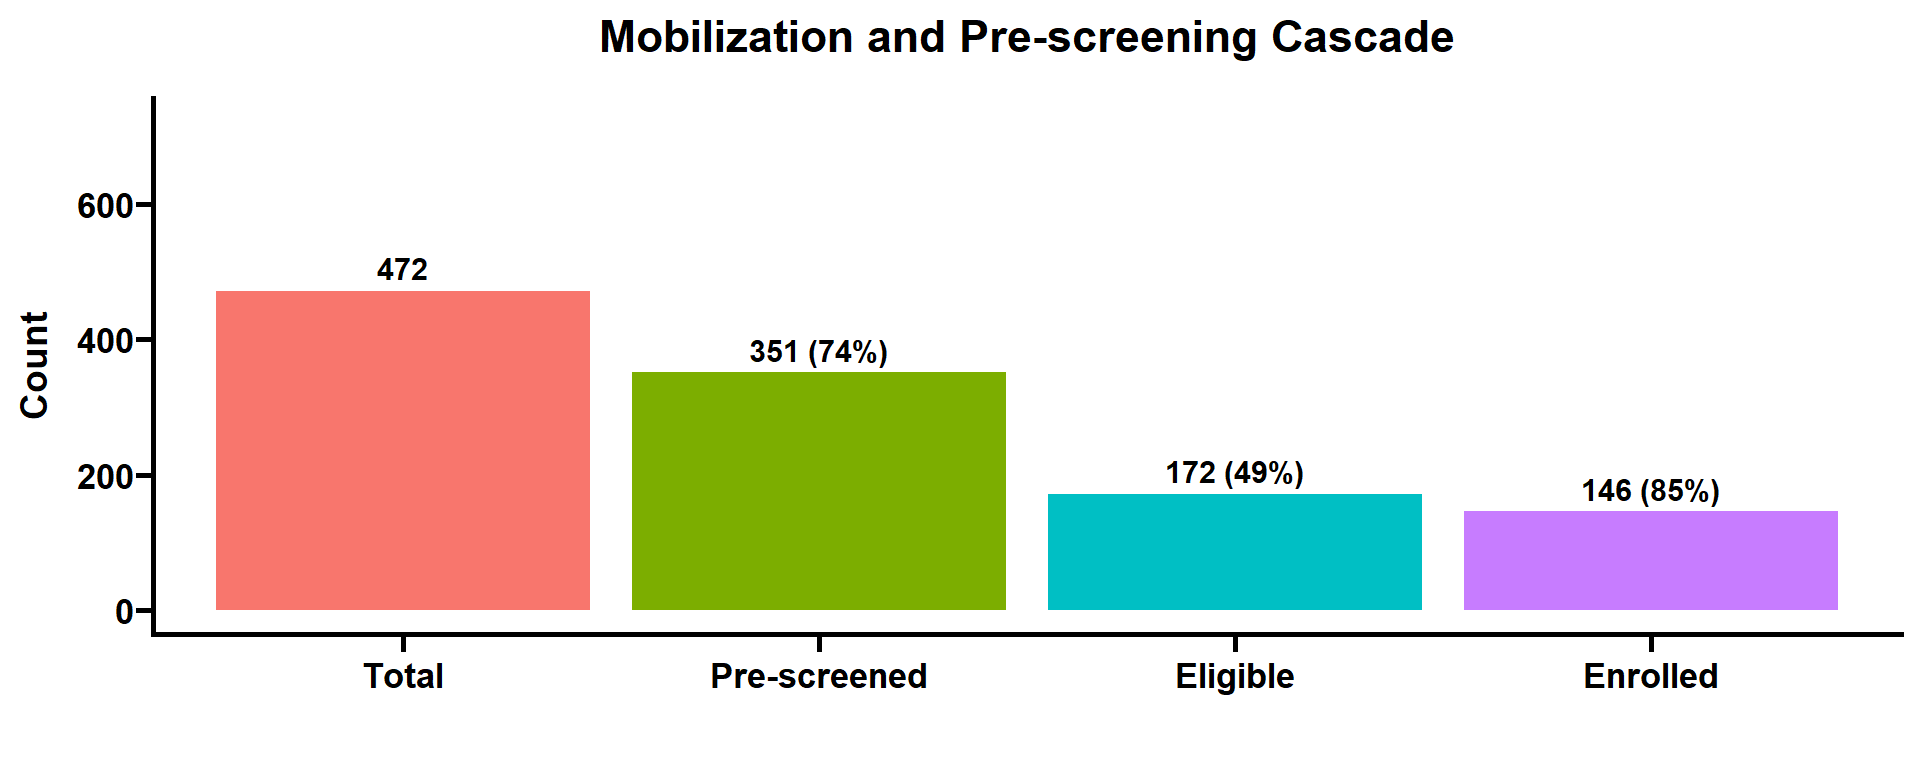 Mobilization and Pre-screening Cascade
Count
600
400
200
0
472
351 (74%)
172 (49%)
146 (85%)
Total
Pre-screened
Eligible
Enrolled